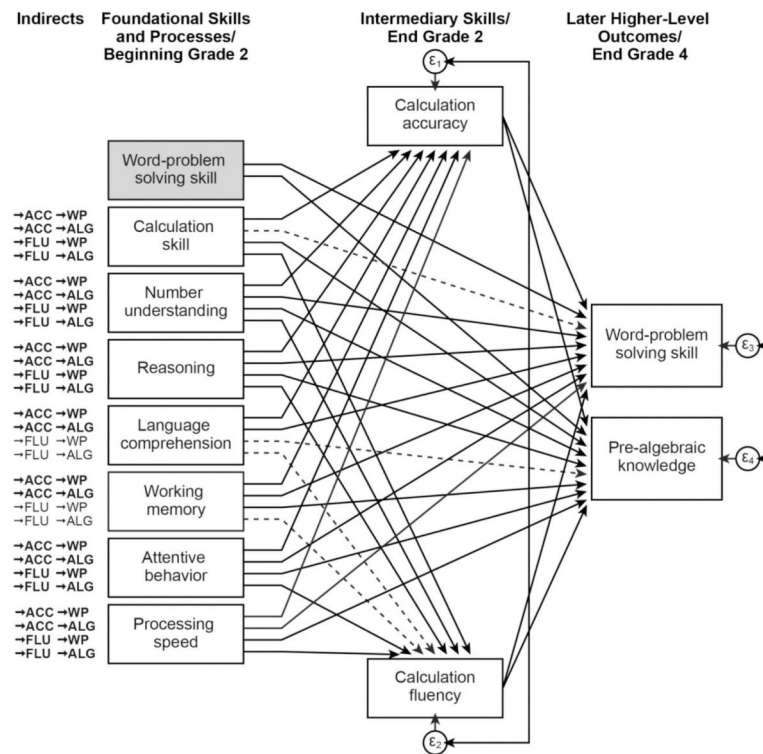 Indirects
Foundational Skills
and Processes/
Beginning Grade 2
Intermediary Skills/
End Grade 2
Later Higher-Level
Outcomes/
End Grade 4
ε1
Calculation
accuracy
Word-problem
solving skill
→ACC →WP
→ACC →ALG
→FLU →WP
→FLU →ALG
Calculation
skill
→ACC →WP
→ACC →ALG
→FLU →WP
→FLU →ALG
Number
understanding
→ACC →WP
→ACC →ALG
→FLU →WP
→FLU →ALG
Reasoning
→ACC →WP
→ACC →ALG
→FLU →WP
→FLU →ALG
Language
comprehension
→ACC →WP
→ACC →ALG
→FLU →WP
→FLU →ALG
Working
memory
→ACC →WP
→ACC →ALG
→FLU →WP
→FLU →ALG
Attentive
behavior
→ACC →WP
→ACC →ALG
→FLU →WP
→FLU →ALG
Processing
speed
Word-problem
solving skill
ε3
Pre-algebraic
knowledge
ε4
Calculation
fluency
ε2